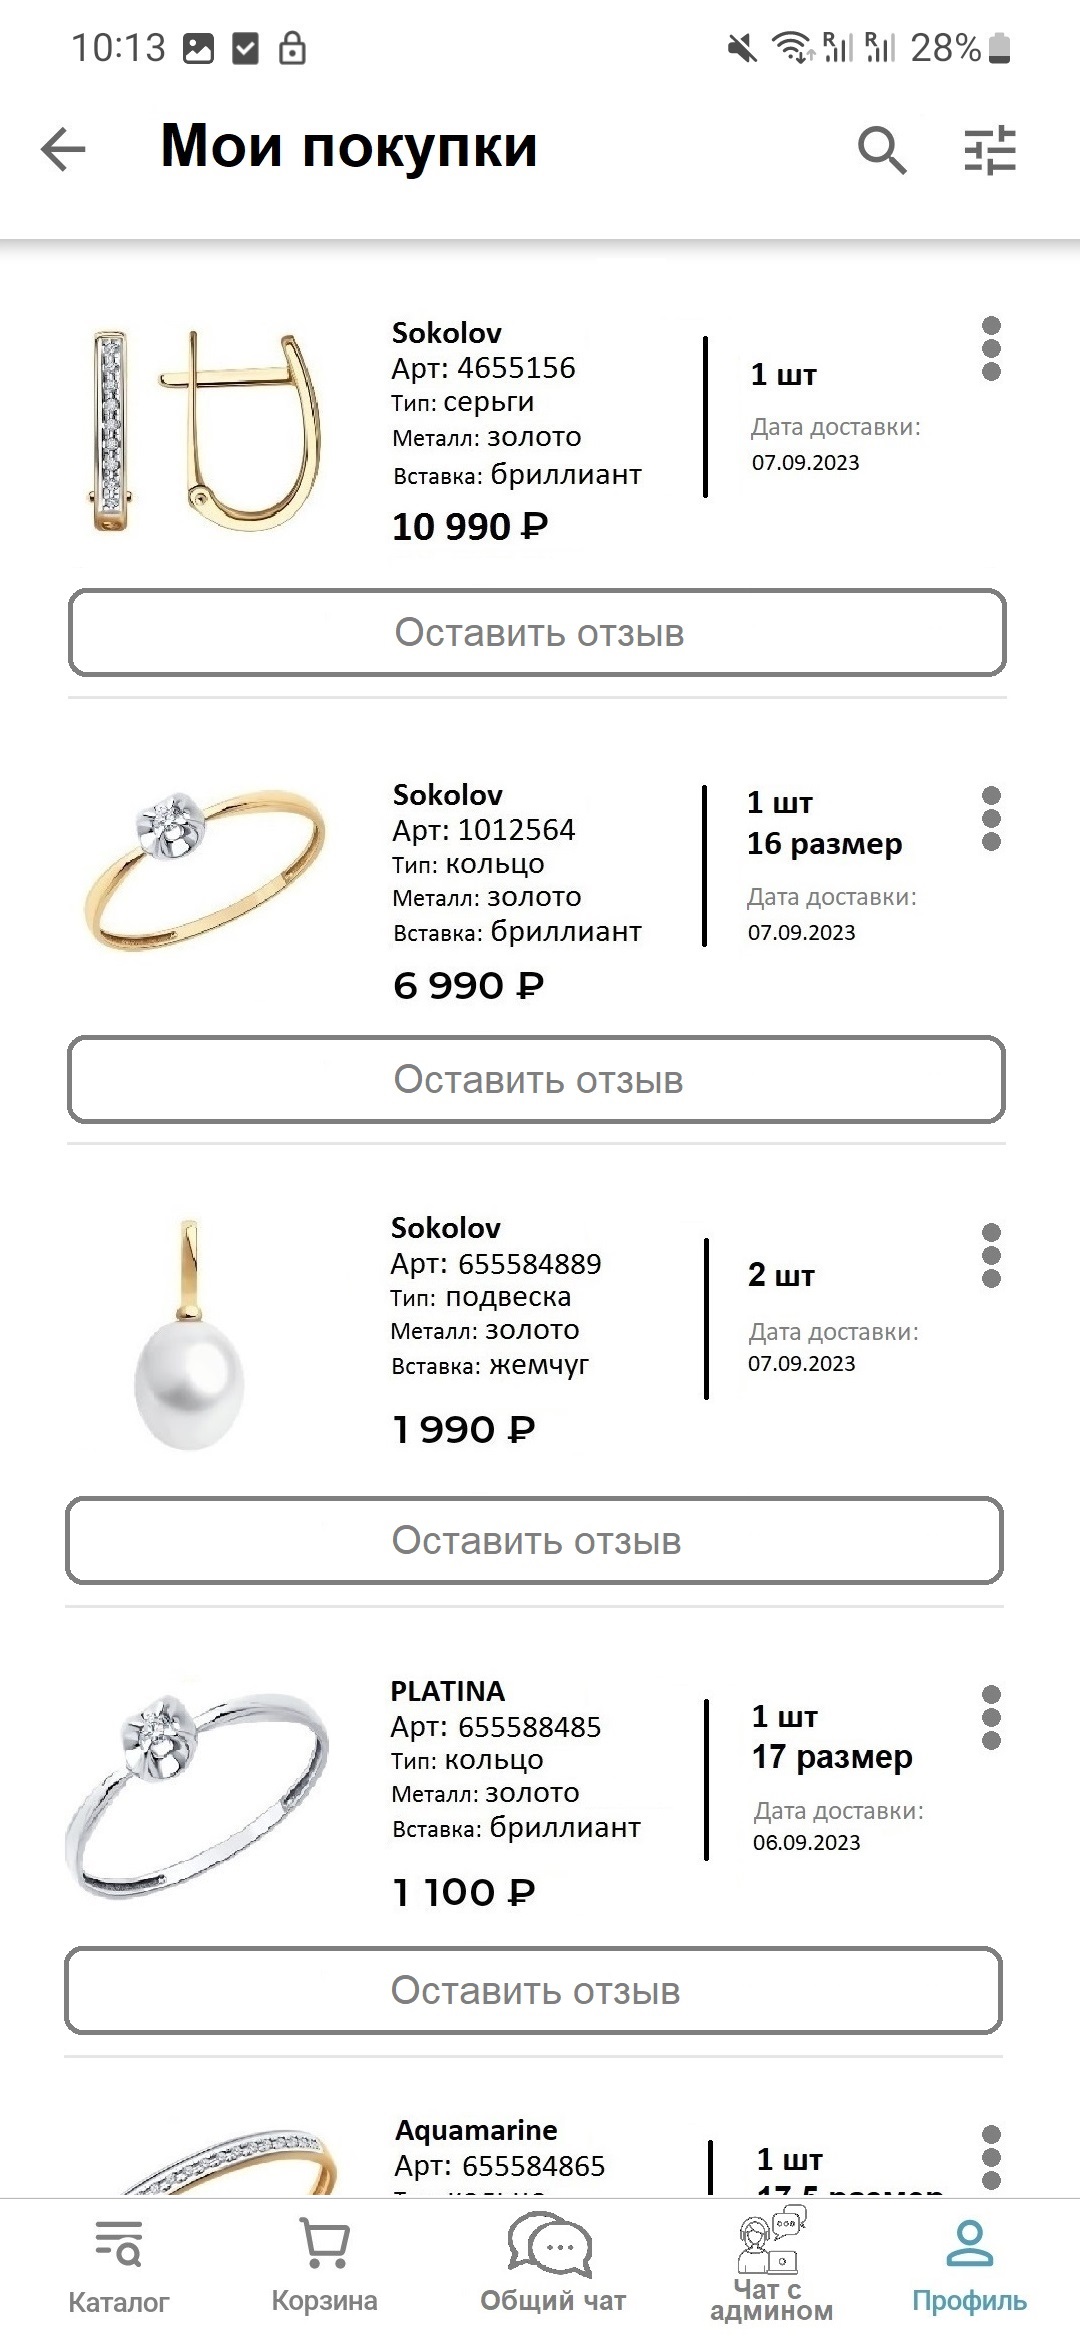 10:13
28%
Мои покупки
Sokolov
Арт: 4655156
Тип: серьги
Металл: золото
Вставка: бриллиант
10 990 ₽
1 шт
Дата доставки:
07.09.2023
Оставить отзыв
Sokolov
Арт: 1012564
Тип: кольцо
Металл: золото
Вставка: бриллиант
6 990 ₽
1 шт
16 размер
Дата доставки:
07.09.2023
Оставить отзыв
Sokolov
Арт: 655584889
Тип: подвеска
Металл: золото
Вставка: жемчуг
1 990 ₽
2 шт
Дата доставки:
07.09.2023
Оставить отзыв
PLATINA
Арт: 655588485
Тип: кольцо
Металл: золото
Вставка: бриллиант
1 100 ₽
1 шт
17 размер
Дата доставки:
06.09.2023
Оставить отзыв
Aquamarine
Арт: 655584865
Тип: кольцо
1 шт
17,5 размер
Каталог
Корзина
Общий чат
Чат с
админом
Профиль